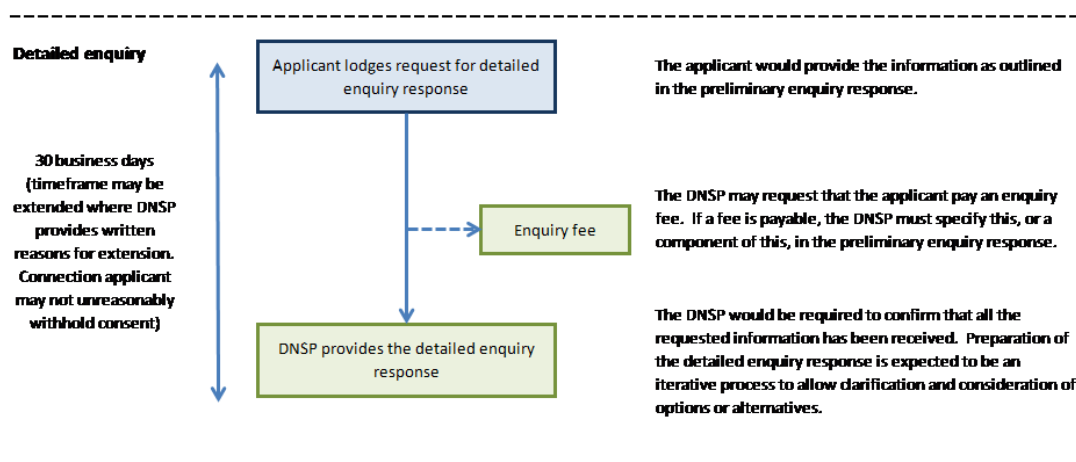 Detailed enquiry
Applicant lodges request for detailed
enquiry response
The applicant would provide the information as outlined
in the preliminary enquiry response.
30 business days
(timeframe may be
extended where DNSP
provides written
reasons for extension.
Connection applicant
may not unreasonably
withhold consent)
Enquiry fee
The DNSP may request that the applicant pay an enquiry
fee.  If a fee is payable, the DNSP must specify this, or a
component of this, in the preliminary enquiry response.
DNSP provides the detailed enquiry
response
The DNSP would be required to confirm that all the
requested information has been received.  Preparation of
the detailed enquiry response is expected to be an
iterative process to allow clarification and consideration of
options or alternatives.